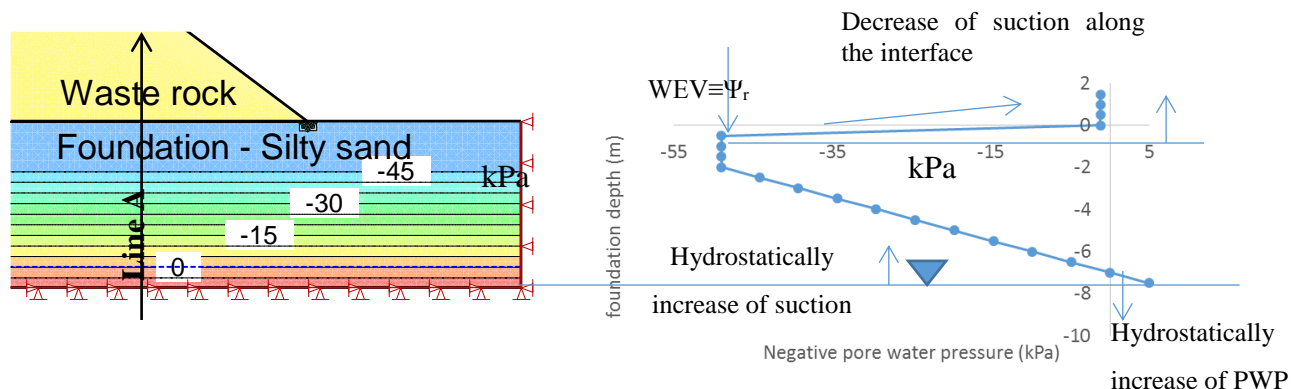 Waste rock
Foundation - Silty sand
-45
kPa
-30
-15
0
Line A
Decrease of suction along
the interface
WEV≡Ψr
2
0
-55
-35
-15
5
kPa
-2
-4
-6
-8
-10
foundation depth (m)
Hydrostatically
increase of suction
Negative pore water pressure (kPa)
Hydrostatically
increase of PWP